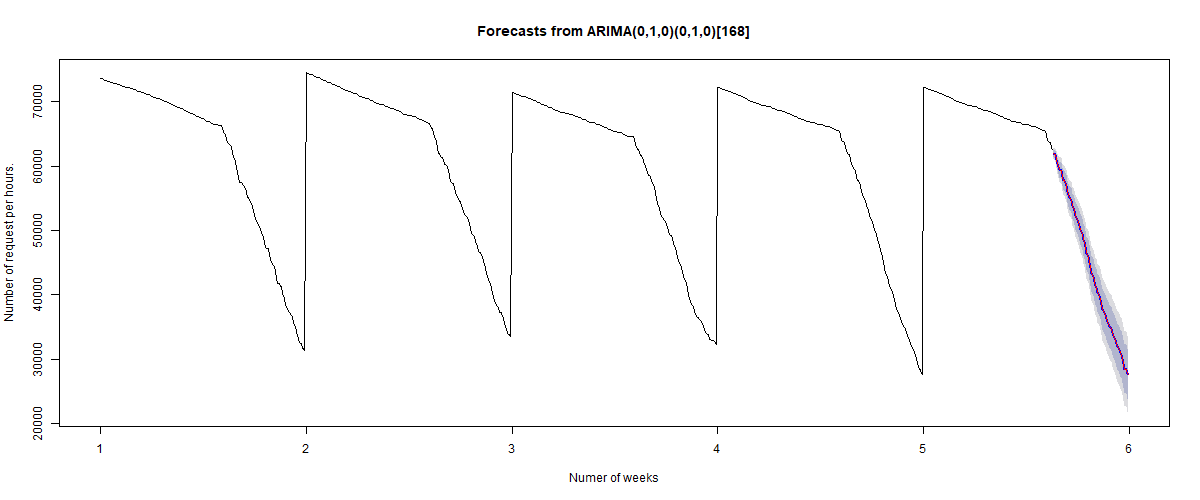 Forecasts from ARIMA(0,1,0)(0,1,0)[168]
Number of request per hours.
70000
60000
50000
40000
30000
20000
1 2 3 4 5 6
Numer of weeks